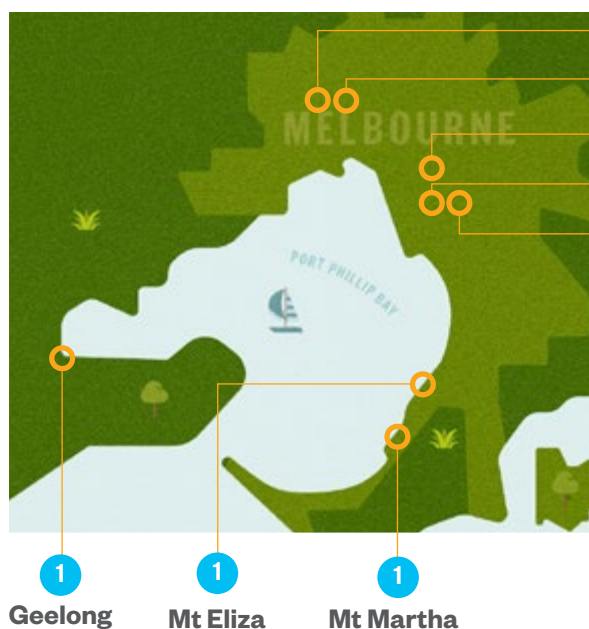 MELBOURNE
PORT PHILLIP BAY
1
1
1
Geelong
Mt Eliza
Mt Martha